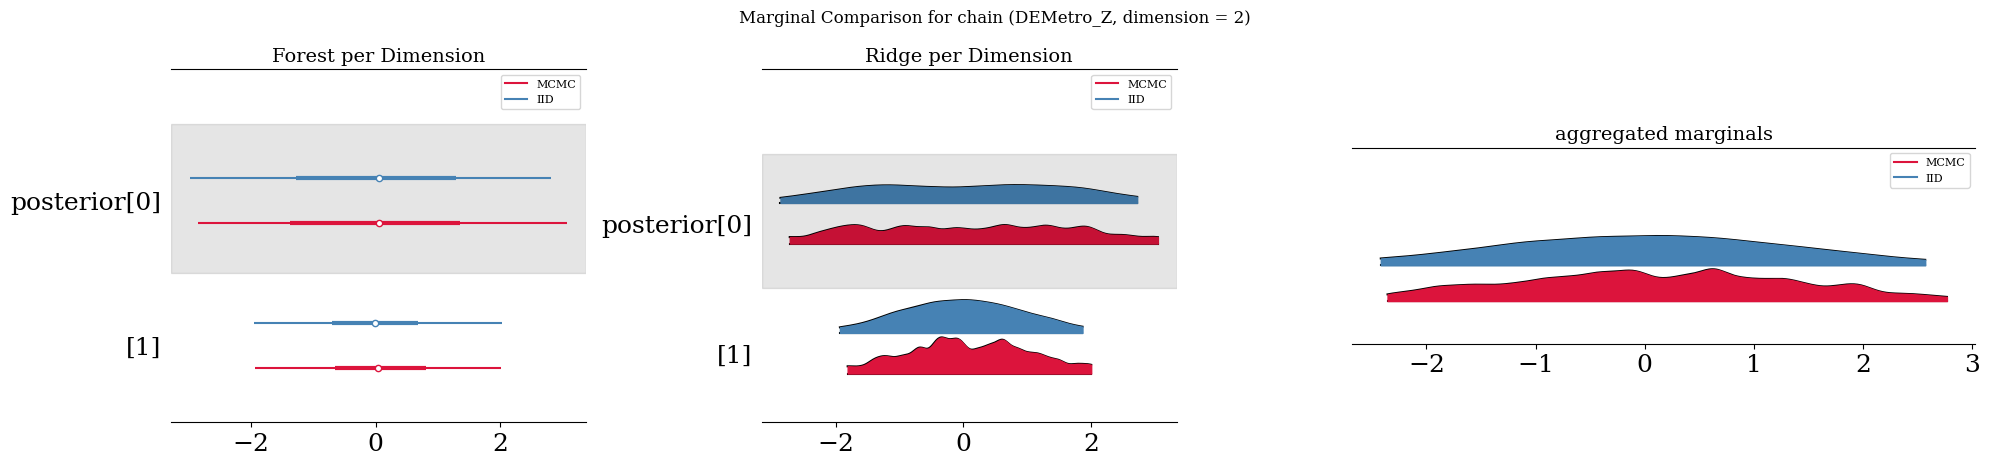 Marginal Comparison for chain (DEMetro_Z, dimension = 2)
Forest per Dimension
MCMC
IID
posterior[0]
[1]
−2 0 2
Ridge per Dimension
MCMC
IID
posterior[0]
[1]
−2 0 2
aggregated marginals
MCMC
IID
−2 −1 0 1 2 3